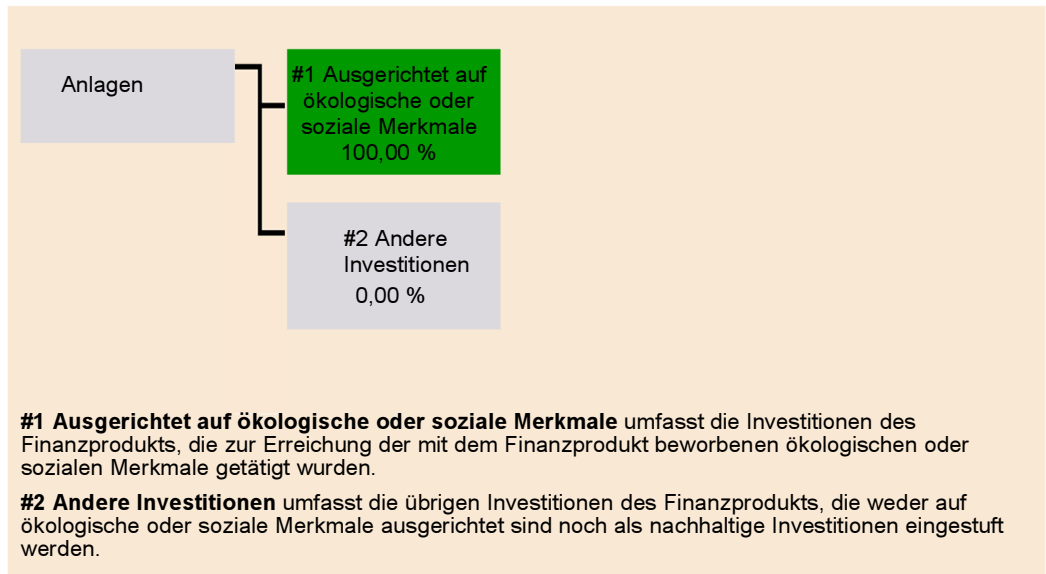 Anlagen
#1 Ausgerichtet auf
ökologische oder
soziale Merkmale
100,00 %
#2 Andere
Investitionen
0,00 %
#1 Ausgerichtet auf ökologische oder soziale Merkmale umfasst die Investitionen des
Finanzprodukts, die zur Erreichung der mit dem Finanzprodukt beworbenen ökologischen oder
sozialen Merkmale getätigt wurden.
#2 Andere Investitionen umfasst die übrigen Investitionen des Finanzprodukts, die weder auf
ökologische oder soziale Merkmale ausgerichtet sind noch als nachhaltige Investitionen eingestuft
werden.